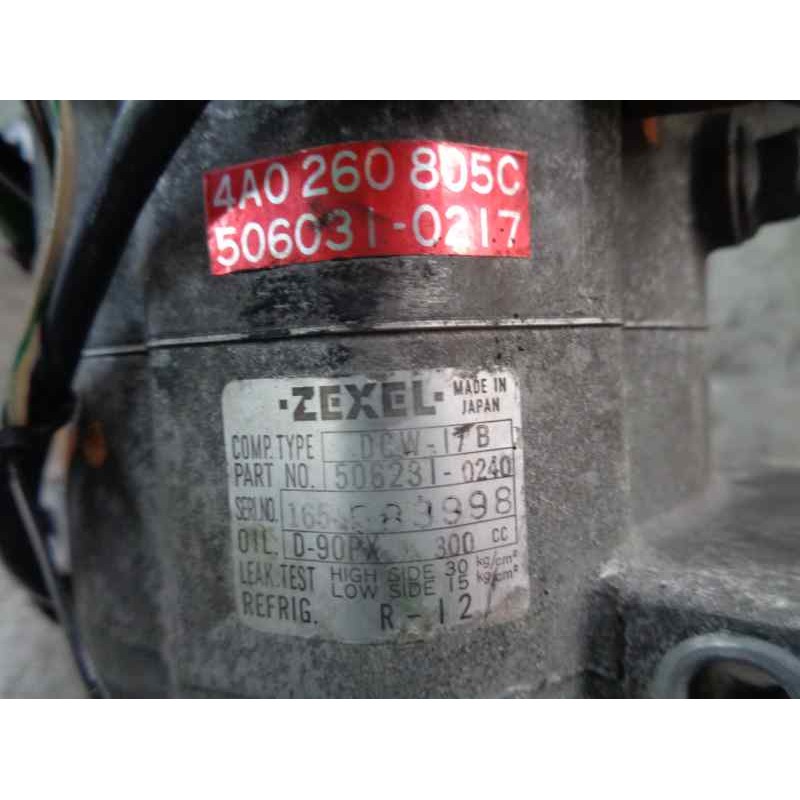 4A0 260 805C
506031-0217
·ZEXEL· MADE IN JAPAN
COMP. TYPE DCW-17B
PART NO. 506231-0240
SERI.NO.
OIL. D-90PX 300 cc
LEAK.TEST HIGH SIDE 30 kg/cm²
LOW SIDE 15 kg/cm²
REFRIG. R-12